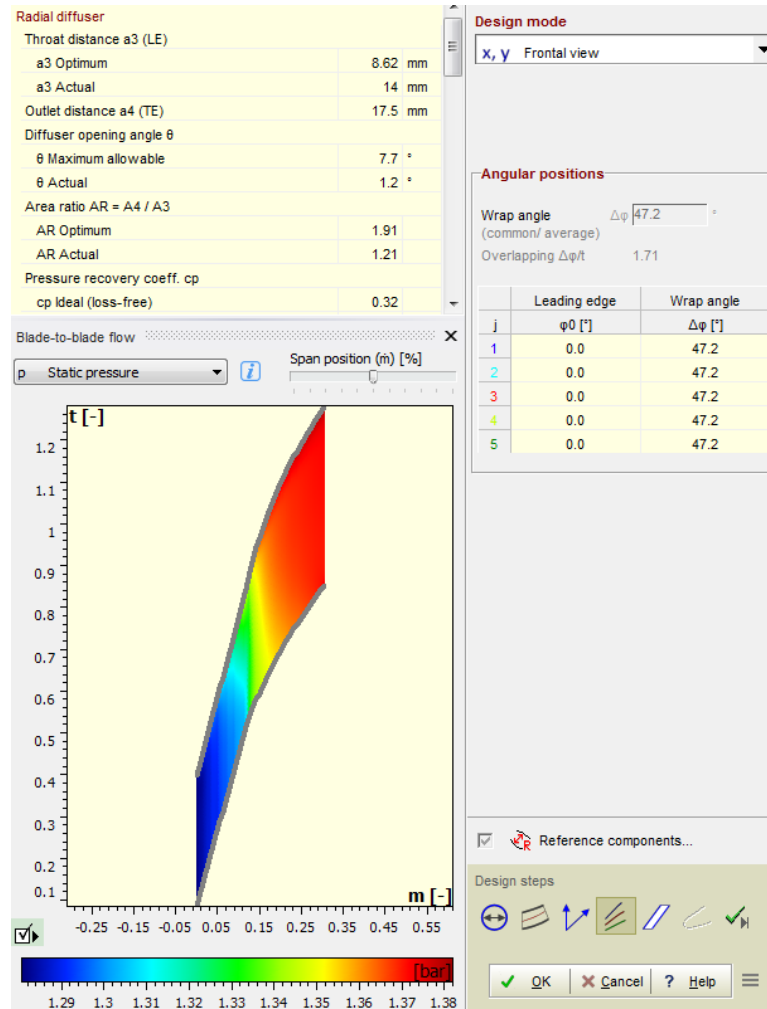 Radial diffuser
Throat distance a3 (LE)
a3 Optimum 8.62 mm
a3 Actual 14 mm
Outlet distance a4 (TE) 17.5 mm
Diffuser opening angle θ
θ Maximum allowable 7.7 °
θ Actual 1.2 °
Area ratio AR = A4 / A3
AR Optimum 1.91
AR Actual 1.21
Pressure recovery coeff. cp
cp Ideal (loss-free) 0.32
Blade-to-blade flow
p Static pressure
Span position (ṁ) [%]
t [-]
1.2
1.1
1
0.9
0.8
0.7
0.6
0.5
0.4
0.3
0.2
0.1
m [-]
-0.25 -0.15 -0.05 0.05 0.15 0.25 0.35 0.45 0.55
[bar]
1.29 1.3 1.31 1.32 1.33 1.34 1.35 1.36 1.37 1.38
Design mode
x, y Frontal view
Angular positions
Wrap angle Δφ 47.2 °
(common/ average)
Overlapping Δφ/t 1.71
Leading edge Wrap angle
j φ0 [°] Δφ [°]
1 0.0 47.2
2 0.0 47.2
3 0.0 47.2
4 0.0 47.2
5 0.0 47.2
R Reference components...
Design steps
OK Cancel ? Help